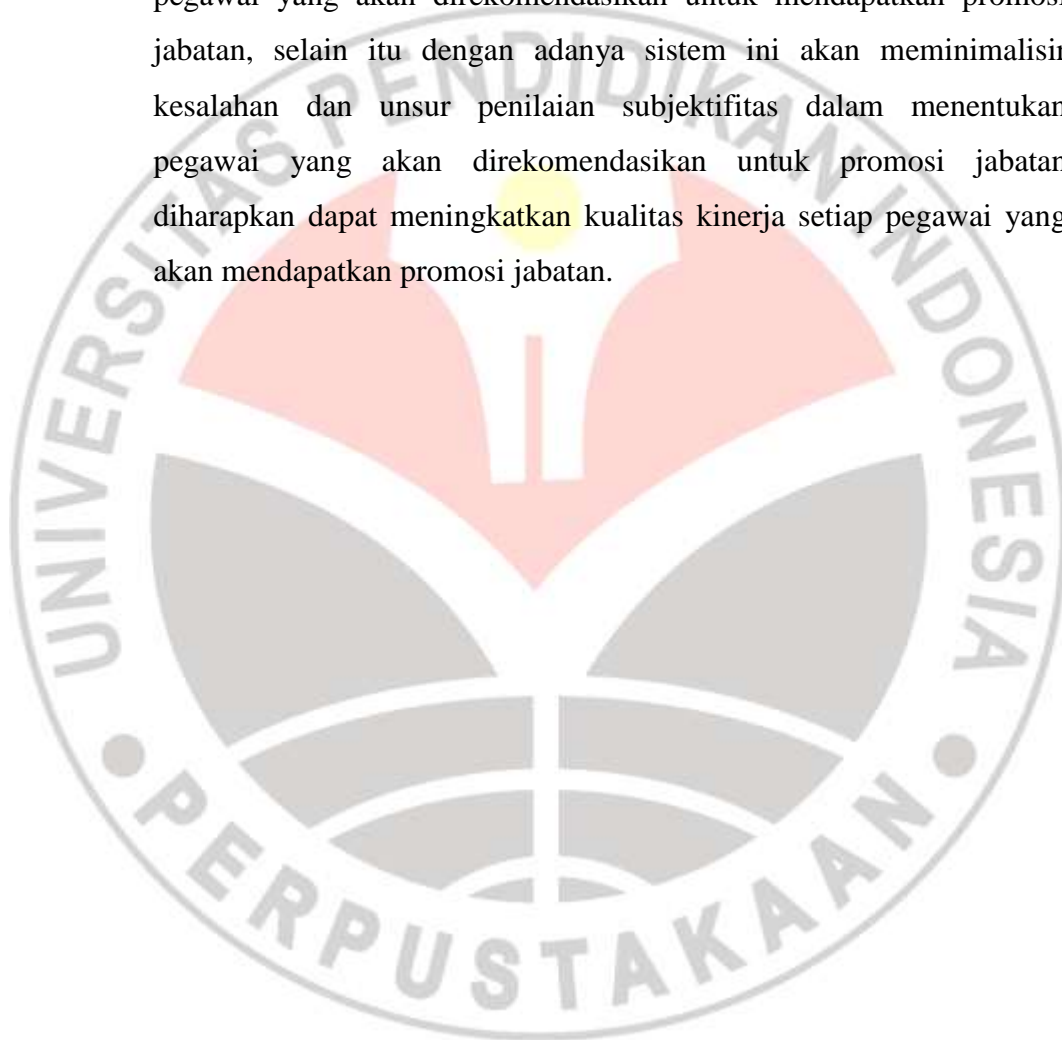 pegawai yang akan direkomendasikan untuk mendapatkan promosi
jabatan, selain itu dengan adanya sistem ini akan meminimalisir
kesalahan dan unsur penilaian subjektifitas dalam menentukan
pegawai yang akan direkomendasikan untuk promosi jabatan
diharapkan dapat meningkatkan kualitas kinerja setiap pegawai yang
akan mendapatkan promosi jabatan.
UNIVERSITAS PENDIDIKAN INDONESIA
PERPUSTAKAAN